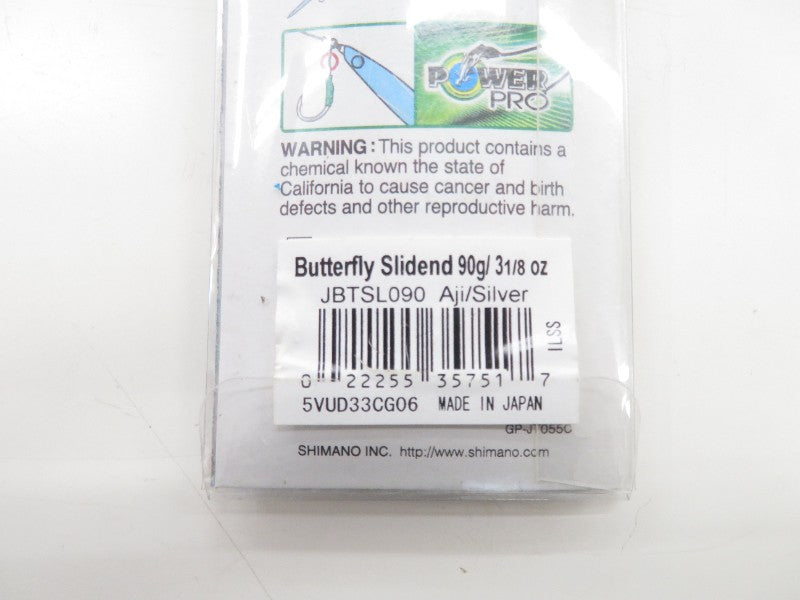 POWER
PRO
WARNING: This product contains a
chemical known the state of
California to cause cancer and birth
defects and other reproductive harm.
Butterfly Slidend 90g/ 31/8 oz
JBTSL090 Aji/Silver
ILSS
0 22255 35751 7
5VUD33CG06 MADE IN JAPAN
GP-JT055C
SHIMANO INC. http://www.shimano.com